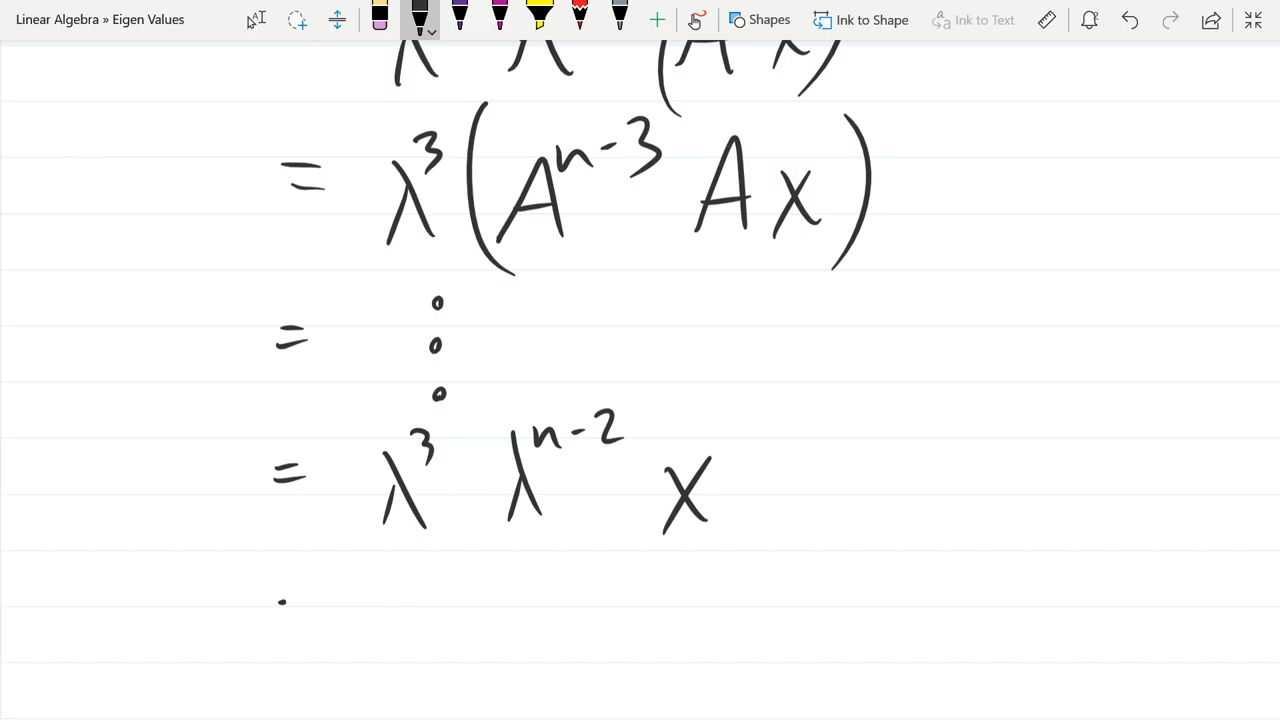 Linear Algebra » Eigen Values Shapes Ink to Shape Ink to Text
= λ³(Aⁿ⁻³ A x)
= ⋮
= λ³ λⁿ⁻² x